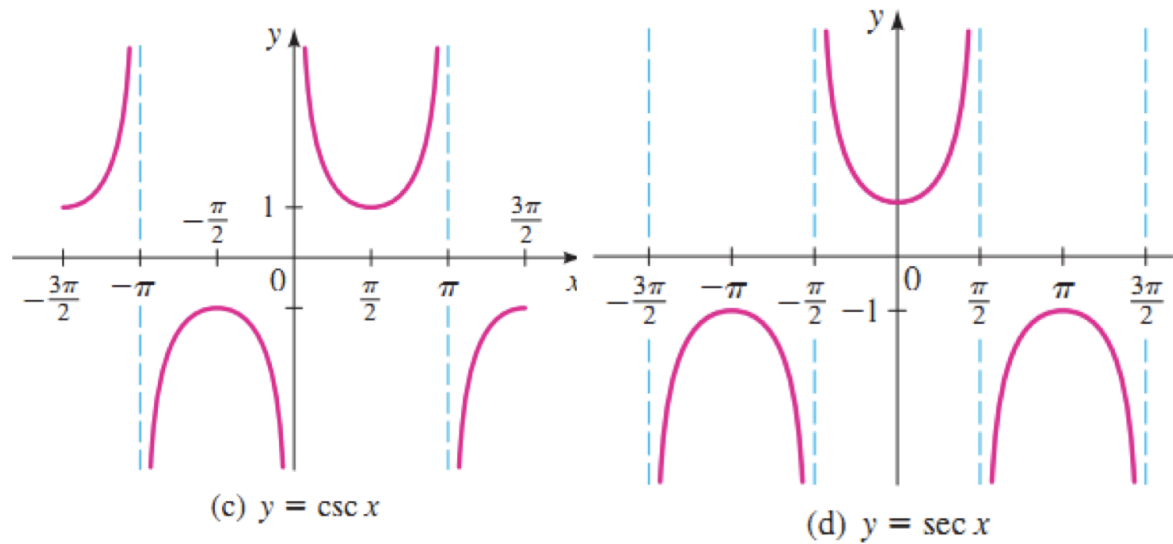 y
1
−π/2
3π/2
0
x
−3π/2
−π
π/2
π
(c) y = csc x
y
0
−3π/2
−π
−π/2
π/2
π
3π/2
−1
(d) y = sec x